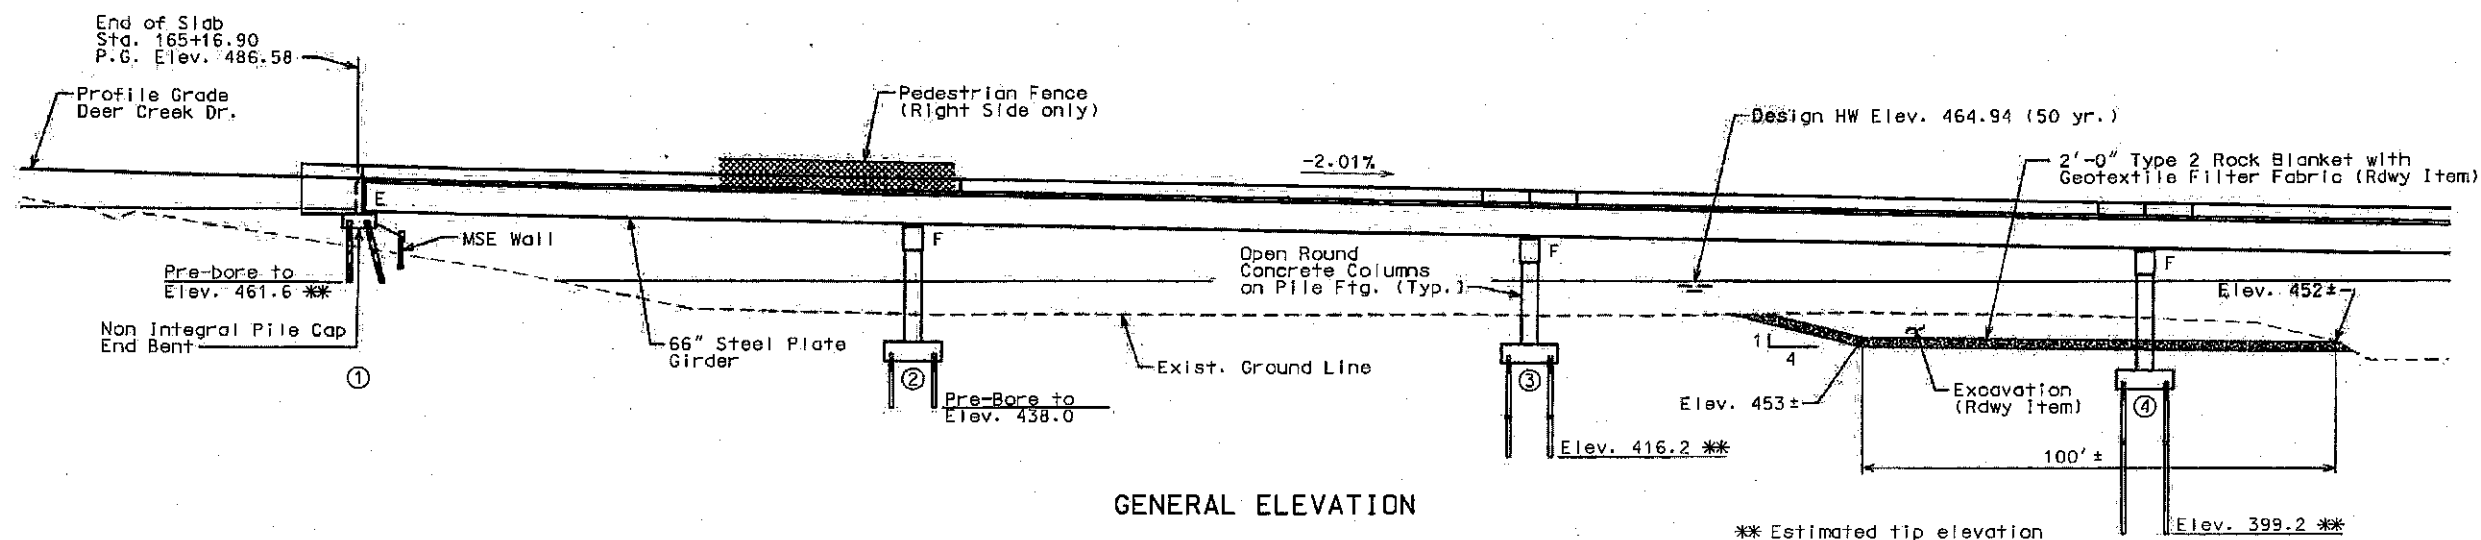 End of Slab
Sta. 165+16.90
P.G. Elev. 486.58
Profile Grade
Deer Creek Dr.
Pedestrian Fence
(Right Side only)
Design HW Elev. 464.94 (50 yr.)
-2.01%
2'-0" Type 2 Rock Blanket with
Geotextile Filter Fabric (Rdwy Item)
E
MSE Wall
F
F
F
Pre-bore to
Elev. 461.6 **
Open Round
Concrete Columns
on Pile Ftg. (Typ.)
Elev. 452±
Non Integral Pile Cap
End Bent
66" Steel Plate
Girder
Exist. Ground Line
1
4
1
2
3
4
Pre-Bore to
Elev. 438.0
Elev. 453±
Excavation
(Rdwy Item)
Elev. 416.2 **
100'±
GENERAL ELEVATION
** Estimated tip elevation
Elev. 399.2 **